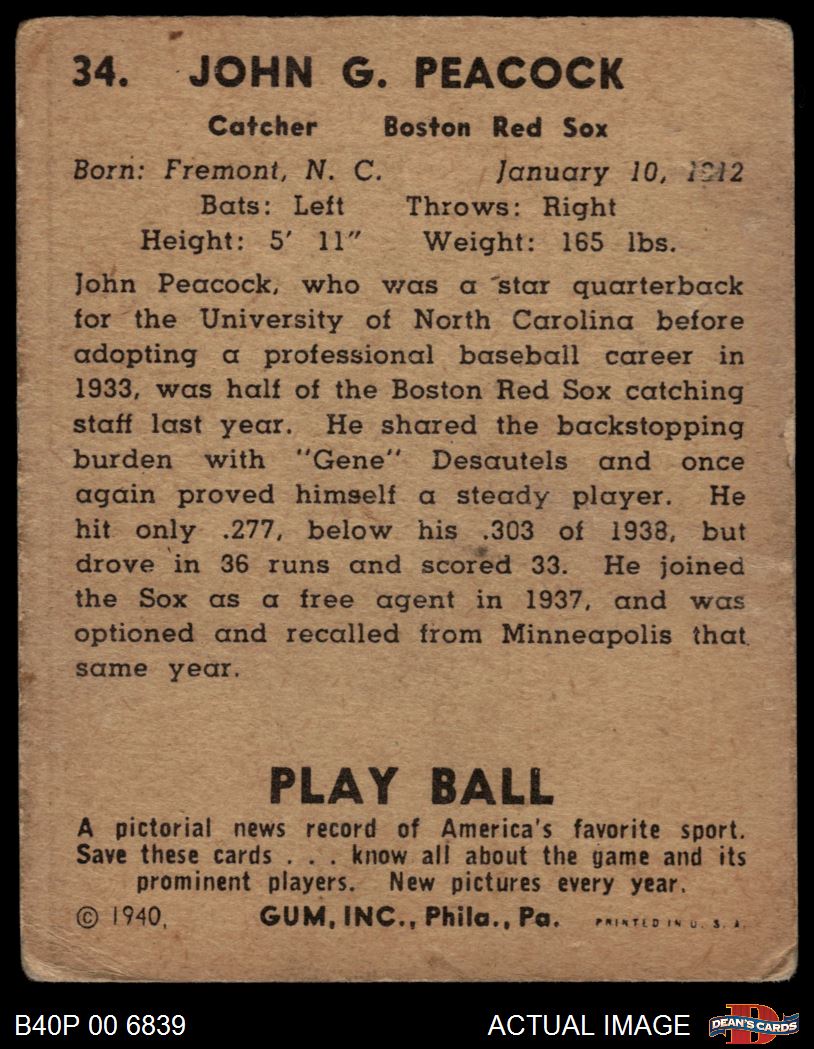 34. JOHN G. PEACOCK
Catcher Boston Red Sox
Born: Fremont, N. C. January 10, 1912
Bats: Left Throws: Right
Height: 5' 11" Weight: 165 lbs.
John Peacock, who was a star quarterback
for the University of North Carolina before
adopting a professional baseball career in
1933, was half of the Boston Red Sox catching
staff last year. He shared the backstopping
burden with "Gene" Desautels and once
again proved himself a steady player. He
hit only .277, below his .303 of 1938, but
drove in 36 runs and scored 33. He joined
the Sox as a free agent in 1937, and was
optioned and recalled from Minneapolis that
same year.
PLAY BALL
A pictorial news record of America's favorite sport.
Save these cards . . . know all about the game and its
prominent players. New pictures every year.
© 1940, GUM, INC., Phila., Pa. PRINTED IN U. S. A.
B40P 00 6839 ACTUAL IMAGE D DEAN'S CARDS